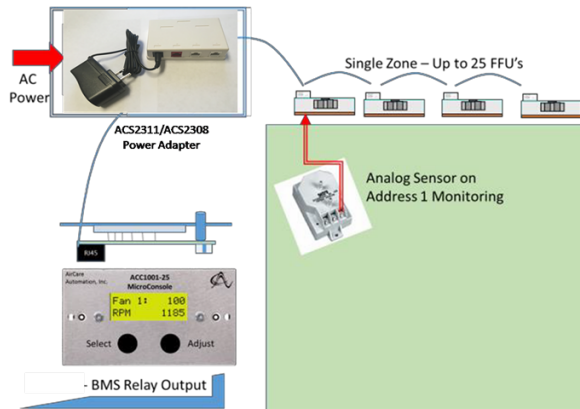 AC
Power
Single Zone – Up to 25 FFU's
ACS2311/ACS2308
Power Adapter
Analog Sensor on
Address 1 Monitoring
RJ45
AirCare
Automation, Inc.
ACC1001-25
MicroConsole
Fan 1: 100
RPM 1185
Select
Adjust
- BMS Relay Output